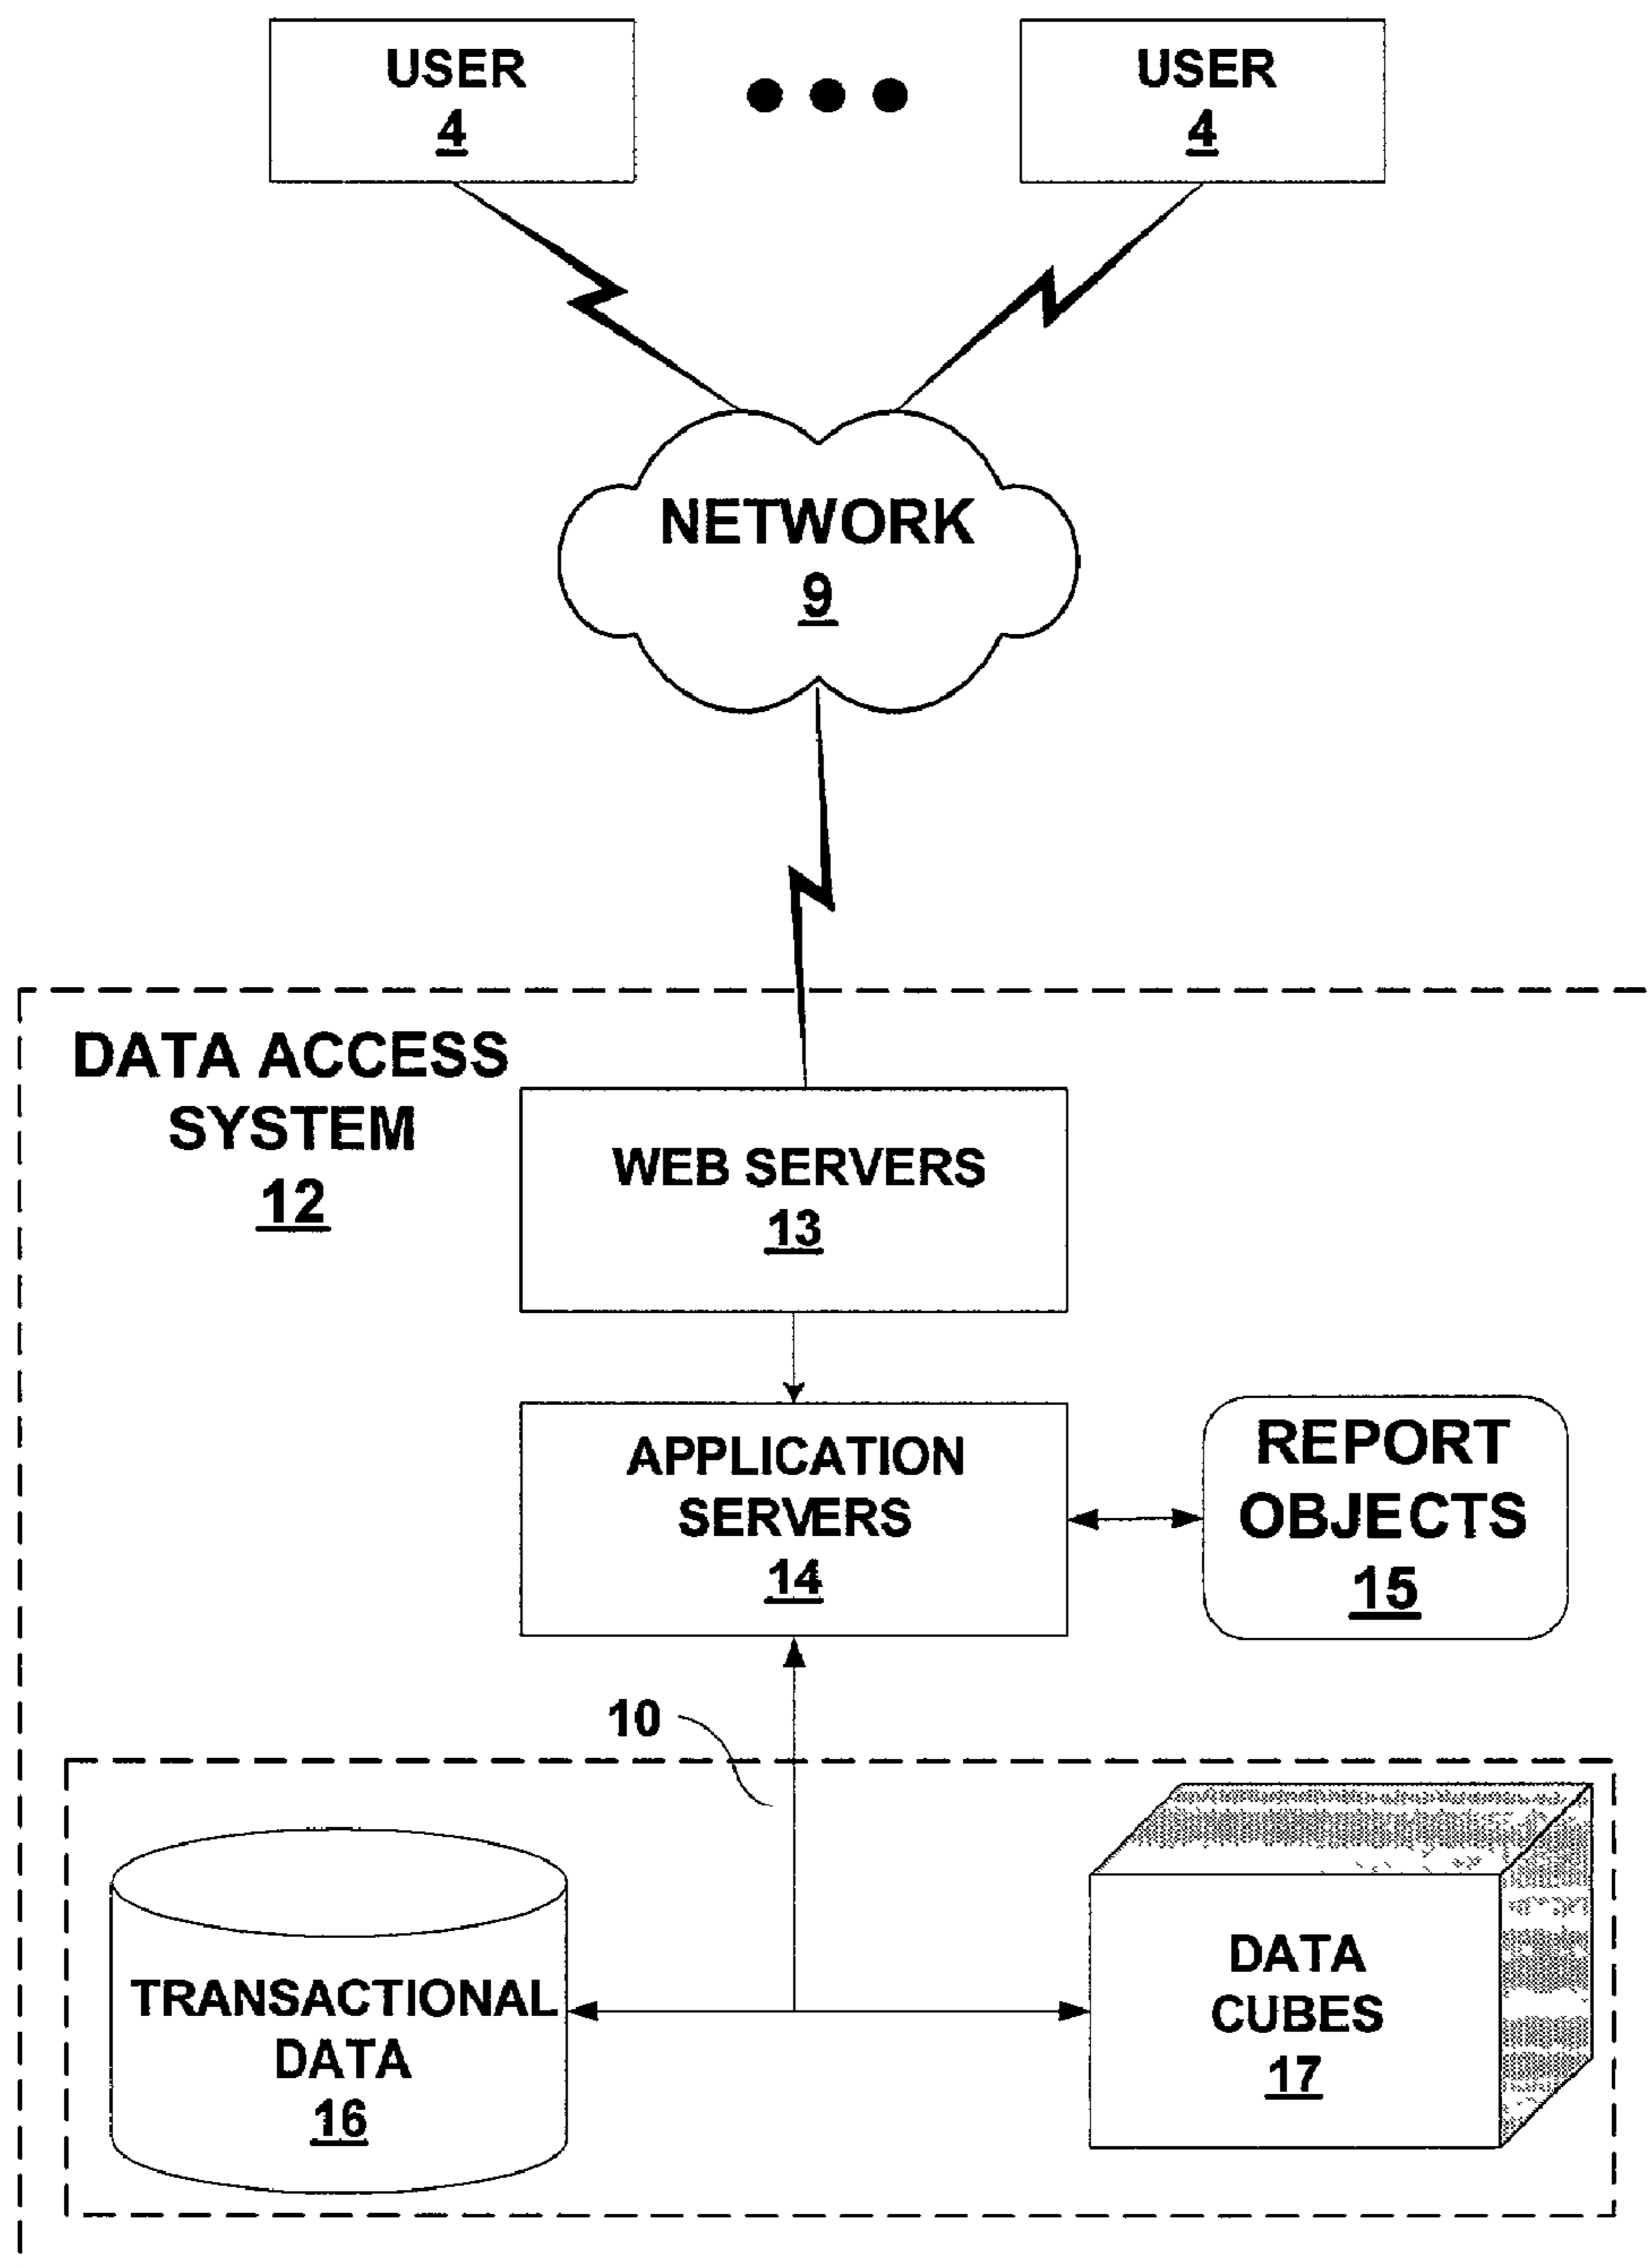 USER
4
USER
4
NETWORK
9
DATA ACCESS
SYSTEM
12
WEB SERVERS
13
APPLICATION
SERVERS
14
REPORT
OBJECTS
15
10
TRANSACTIONAL
DATA
16
DATA
CUBES
17